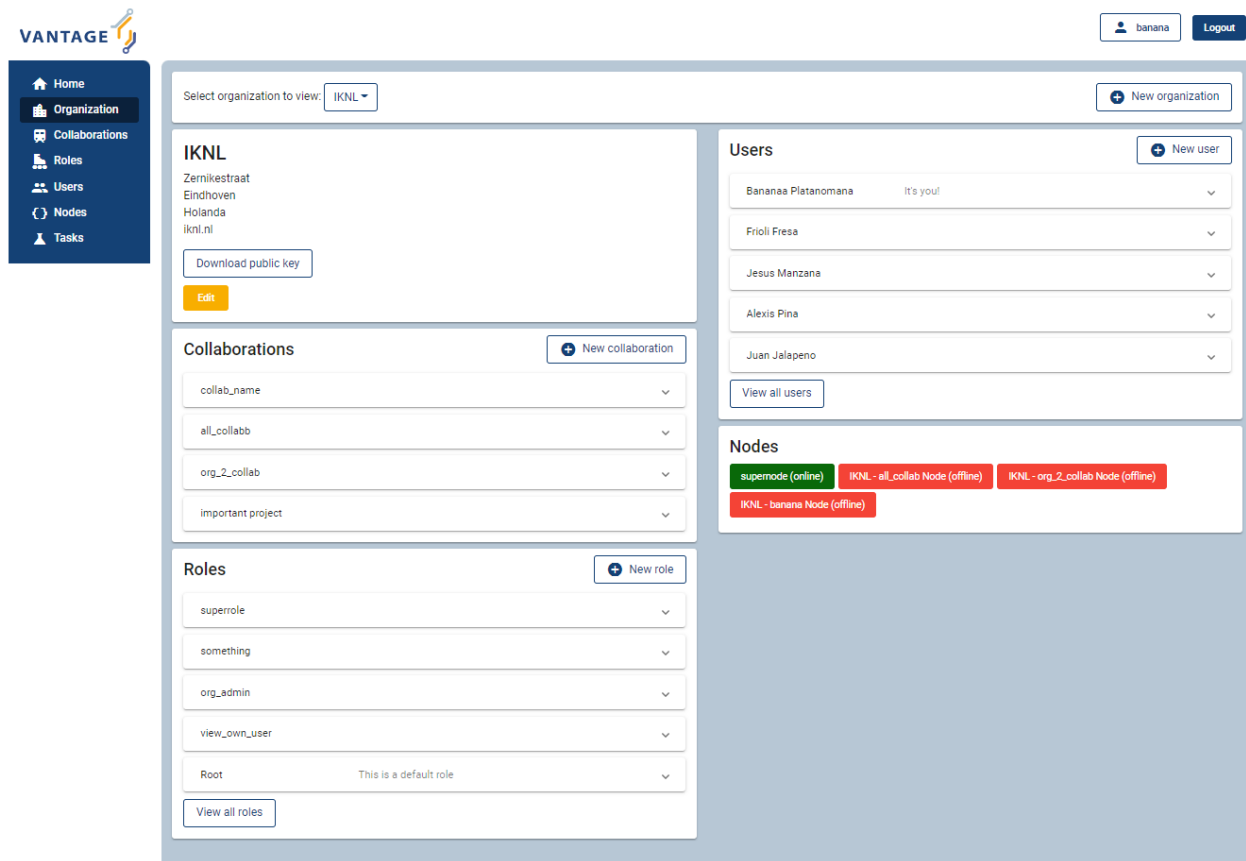 VANTAGE
banana
Logout
Home
Organization
Collaborations
Roles
Users
Nodes
Tasks
Select organization to view: IKNL
New organization
IKNL
Zernikestraat
Eindhoven
Holanda
iknl.nl
Download public key
Edit
Collaborations
New collaboration
collab_name
all_collabb
org_2_collab
important project
Roles
New role
superrole
something
org_admin
view_own_user
Root This is a default role
View all roles
Users
New user
Bananaa Platanomana It's you!
Frioli Fresa
Jesus Manzana
Alexis Pina
Juan Jalapeno
View all users
Nodes
supernode (online) IKNL - all_collab Node (offline) IKNL - org_2_collab Node (offline)
IKNL - banana Node (offline)